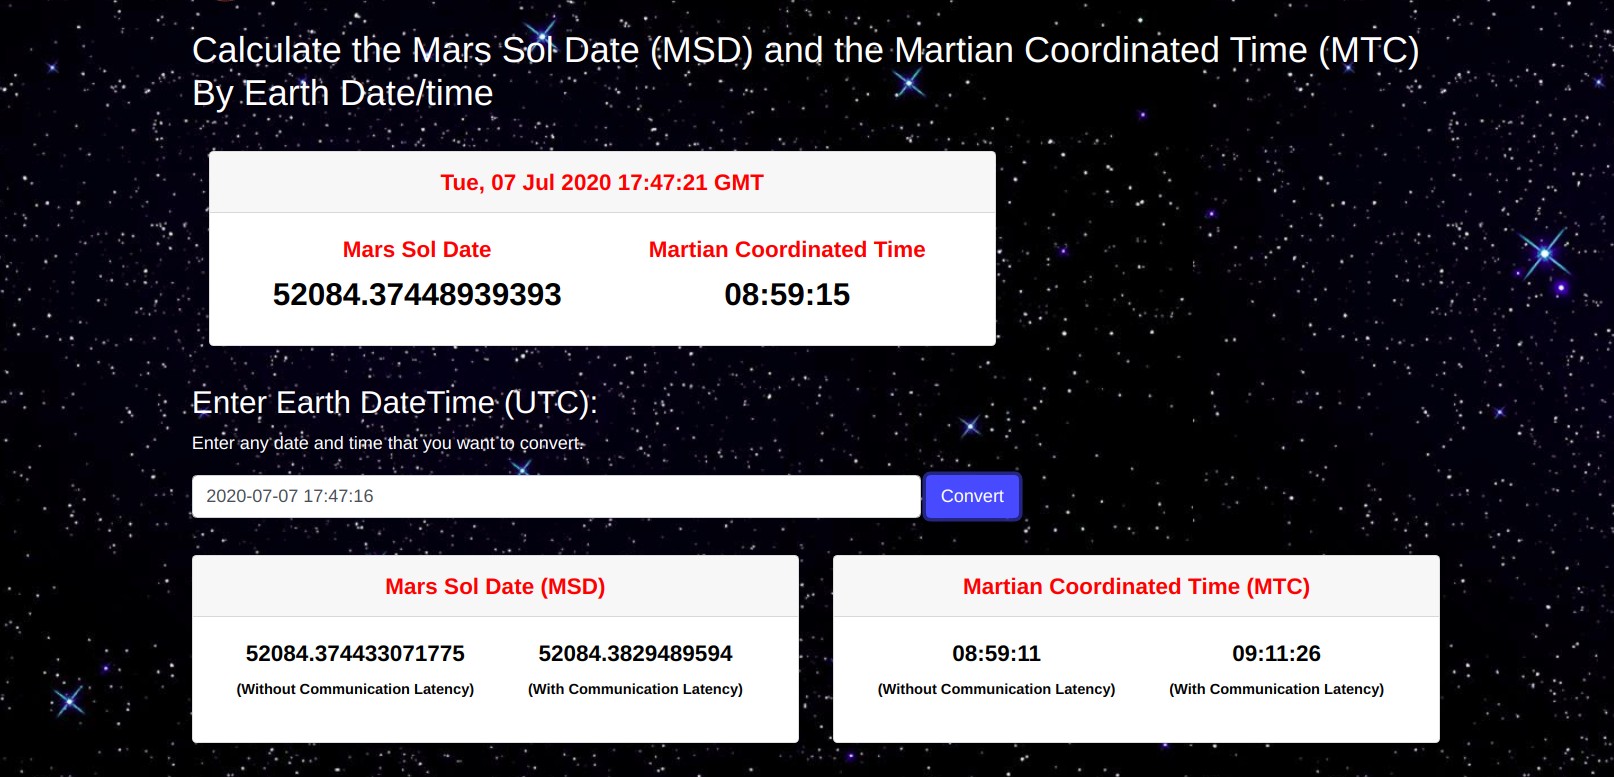 Calculate the Mars Sol Date (MSD) and the Martian Coordinated Time (MTC)
By Earth Date/time
Tue, 07 Jul 2020 17:47:21 GMT
Mars Sol Date
Martian Coordinated Time
52084.37448939393
08:59:15
Enter Earth DateTime (UTC):
Enter any date and time that you want to convert.
2020-07-07 17:47:16
Convert
Mars Sol Date (MSD)
52084.374433071775
52084.3829489594
(Without Communication Latency)
(With Communication Latency)
Martian Coordinated Time (MTC)
08:59:11
09:11:26
(Without Communication Latency)
(With Communication Latency)